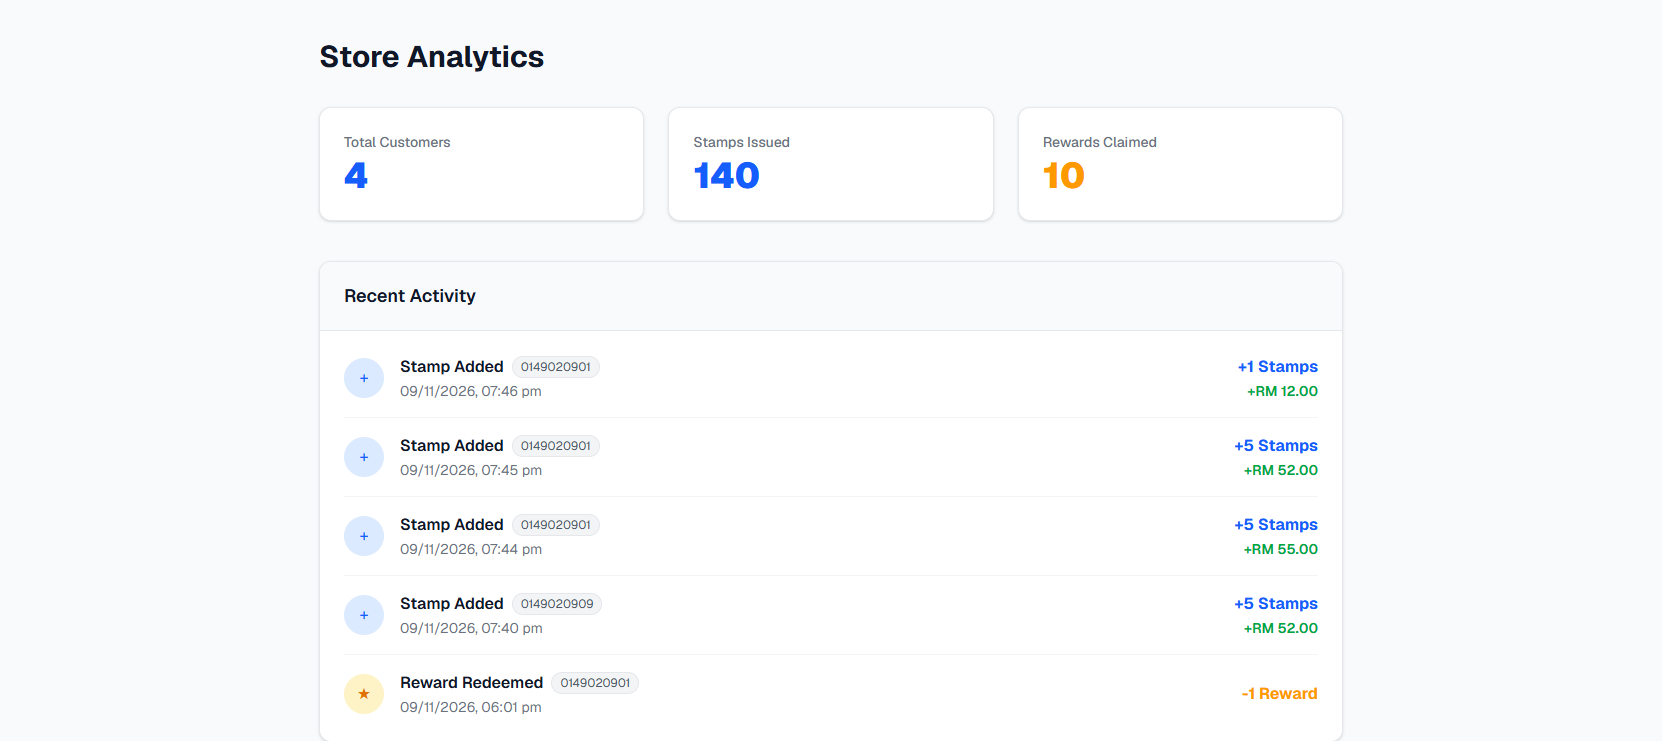 Store Analytics
Total Customers
4
Stamps Issued
140
Rewards Claimed
10
Recent Activity
+
Stamp Added 0149020901
09/11/2026, 07:46 pm
+1 Stamps
+RM 12.00
+
Stamp Added 0149020901
09/11/2026, 07:45 pm
+5 Stamps
+RM 52.00
+
Stamp Added 0149020901
09/11/2026, 07:44 pm
+5 Stamps
+RM 55.00
+
Stamp Added 0149020909
09/11/2026, 07:40 pm
+5 Stamps
+RM 52.00
★
Reward Redeemed 0149020901
09/11/2026, 06:01 pm
-1 Reward